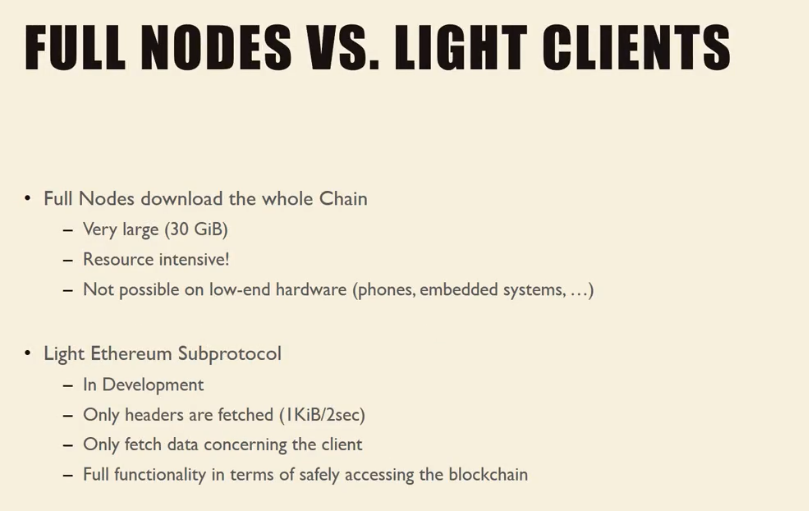 FULL NODES VS. LIGHT CLIENTS
• Full Nodes download the whole Chain
– Very large (30 GiB)
– Resource intensive!
– Not possible on low-end hardware (phones, embedded systems, …)
• Light Ethereum Subprotocol
– In Development
– Only headers are fetched (1KiB/2sec)
– Only fetch data concerning the client
– Full functionality in terms of safely accessing the blockchain